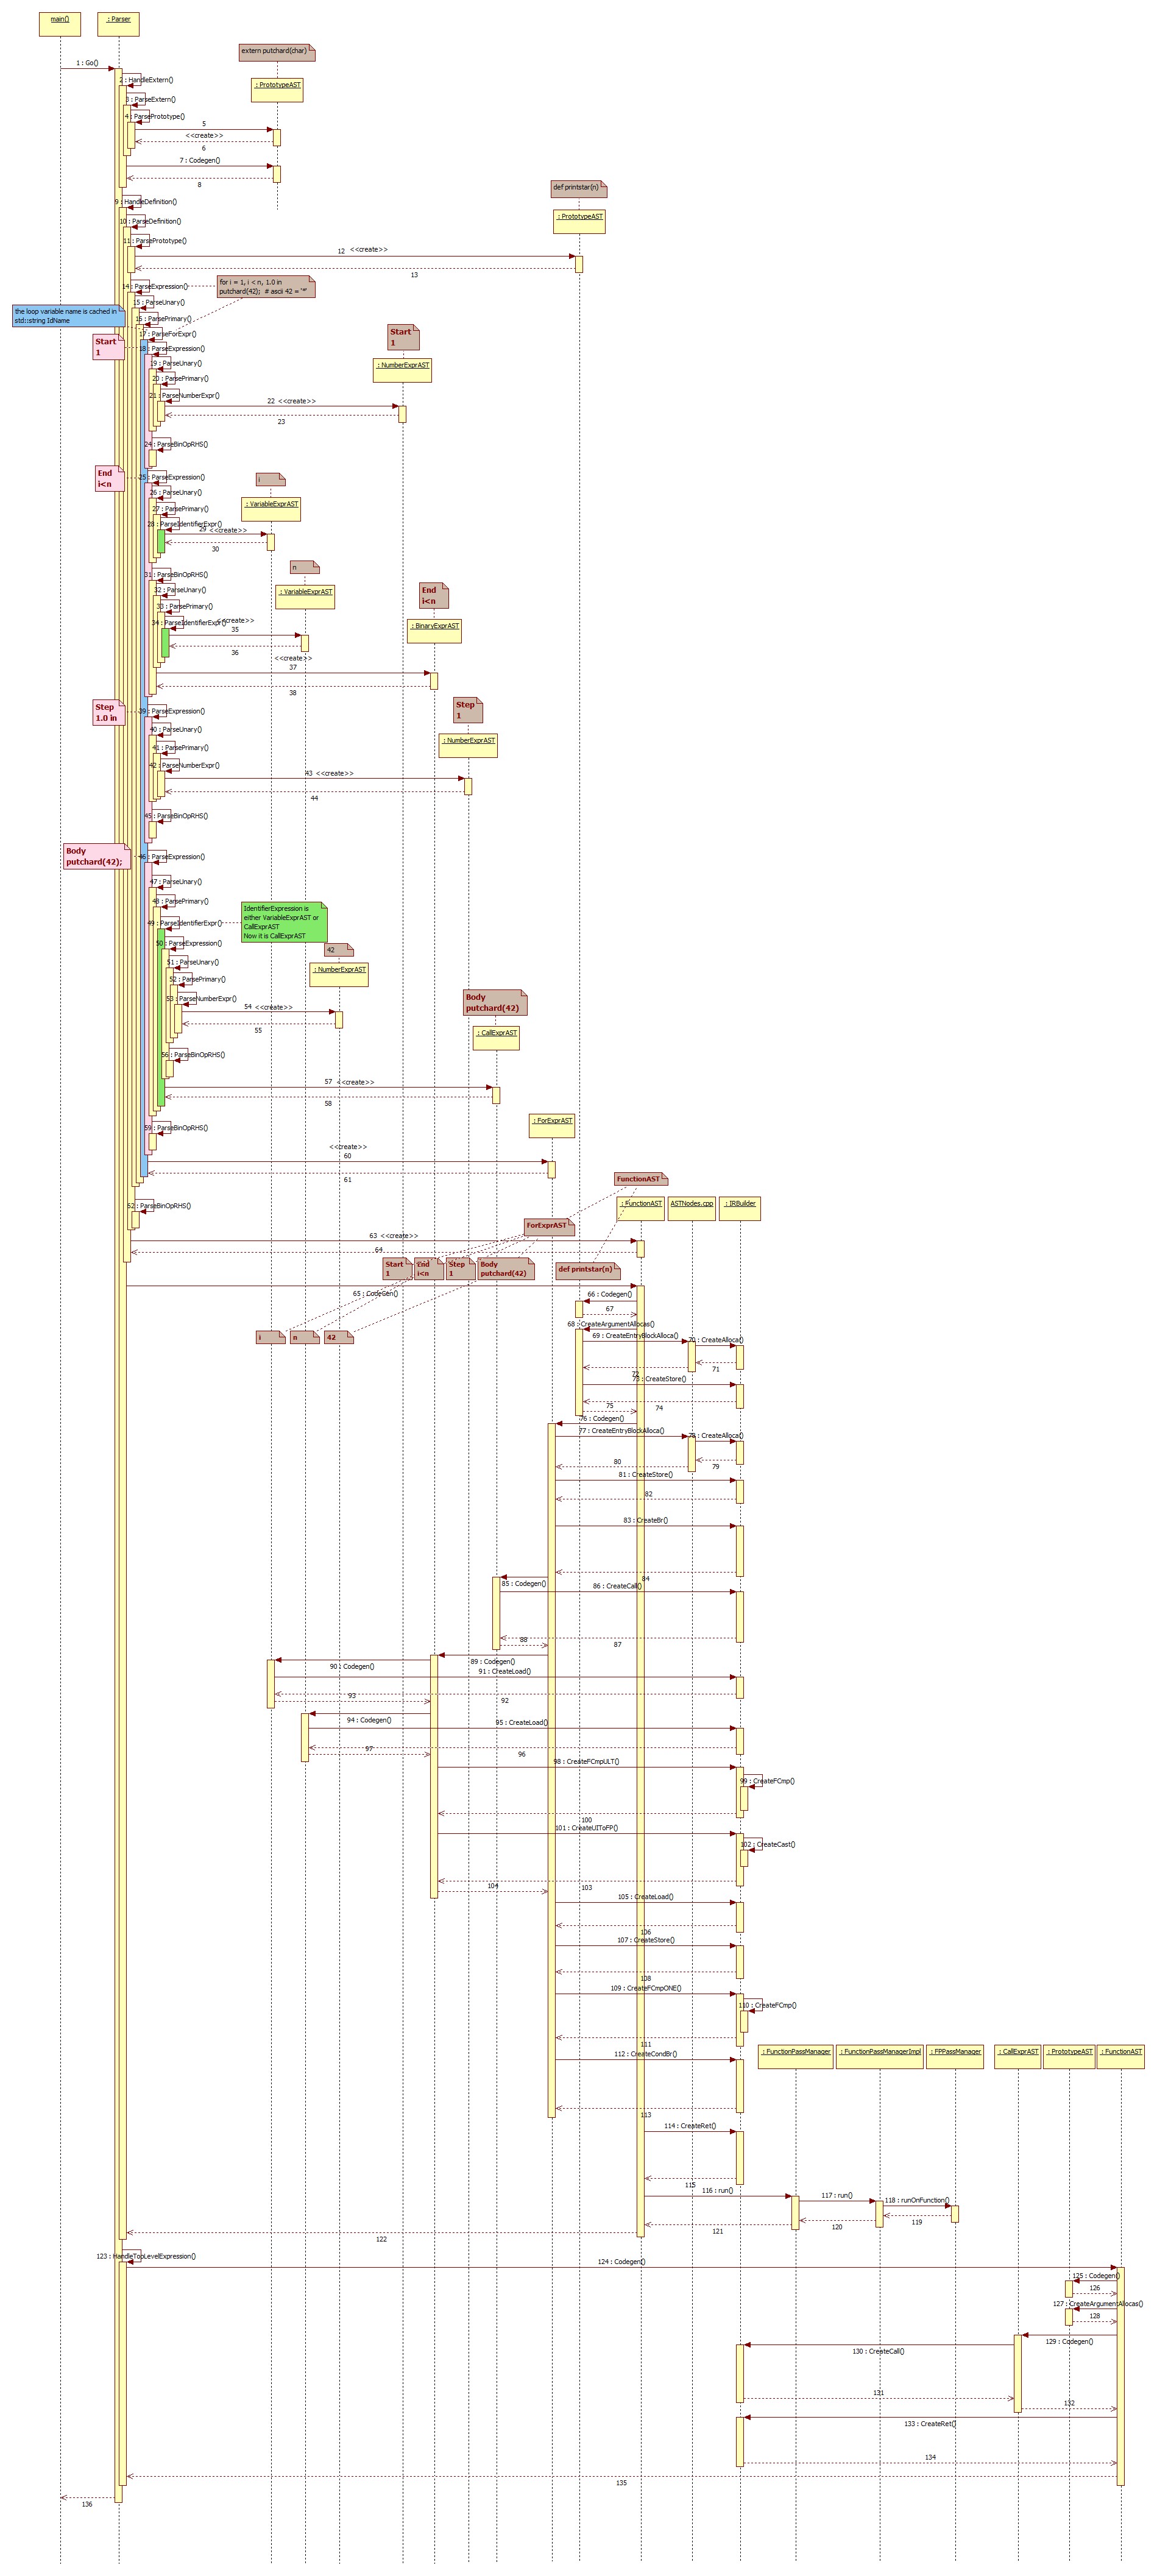 main()
: Parser
extern putchard(char)
1 : Go()
2 : HandleExtern()
: PrototypeAST
3 : ParseExtern()
4 : ParsePrototype()
5
<<create>>
6
7 : Codegen()
8
def printstar(n)
9 : HandleDefinition()
: PrototypeAST
10 : ParseDefinition()
11 : ParsePrototype()
12
<<create>>
13
14 : ParseExpression()
for i = 1, i < n, 1.0 in
putchard(42);  # ascii 42 = '*'
15 : ParseUnary()
the loop variable name is cached in
std::string IdName
16 : ParsePrimary()
17 : ParseForExpr()
Start
1
Start
1
18 : ParseExpression()
19 : ParseUnary()
: NumberExprAST
20 : ParsePrimary()
21 : ParseNumberExpr()
22
<<create>>
23
24 : ParseBinOpRHS()
End
i<n
25 : ParseExpression()
i
26 : ParseUnary()
: VariableExprAST
27 : ParsePrimary()
28 : ParseIdentifierExpr()
29
<<create>>
30
n
31 : ParseBinOpRHS()
32 : ParseUnary()
: VariableExprAST
End
i<n
33 : ParsePrimary()
34 : ParseIdentifierExpr()
<<create>>
35
: BinaryExprAST
36
<<create>>
37
38
Step
1.0 in
39 : ParseExpression()
Step
1
40 : ParseUnary()
: NumberExprAST
41 : ParsePrimary()
42 : ParseNumberExpr()
43
<<create>>
44
45 : ParseBinOpRHS()
Body
putchard(42);
46 : ParseExpression()
47 : ParseUnary()
48 : ParsePrimary()
IdentifierExpression is
either VariableExprAST or
CallExprAST
Now it is CallExprAST
49 : ParseIdentifierExpr()
50 : ParseExpression()
42
51 : ParseUnary()
: NumberExprAST
52 : ParsePrimary()
53 : ParseNumberExpr()
Body
putchard(42)
54
<<create>>
55
: CallExprAST
56 : ParseBinOpRHS()
57
<<create>>
58
: ForExprAST
59 : ParseBinOpRHS()
<<create>>
60
61
FunctionAST
62 : ParseBinOpRHS()
: FunctionAST
ASTNodes.cpp
: IRBuilder
ForExprAST
63
<<create>>
64
Start
1
End
i<n
Step
1
Body
putchard(42)
def printstar(n)
65 : CodeGen()
66 : Codegen()
67
68 : CreateArgumentAllocas()
i
n
42
69 : CreateEntryBlockAlloca()
70 : CreateAlloca()
71
72
73 : CreateStore()
74
75
76 : Codegen()
77 : CreateEntryBlockAlloca()
78 : CreateAlloca()
79
80
81 : CreateStore()
82
83 : CreateBr()
84
85 : Codegen()
86 : CreateCall()
87
88
89 : Codegen()
90 : Codegen()
91 : CreateLoad()
92
93
94 : Codegen()
95 : CreateLoad()
96
97
98 : CreateFCmpULT()
99 : CreateFCmp()
100
101 : CreateUIToFP()
102 : CreateCast()
103
104
105 : CreateLoad()
106
107 : CreateStore()
108
109 : CreateFCmpONE()
110 : CreateFCmp()
111
112 : CreateCondBr()
: FunctionPassManager
: FunctionPassManagerImpl
: FPPassManager
: CallExprAST
: PrototypeAST
: FunctionAST
113
114 : CreateRet()
115
116 : run()
117 : run()
118 : runOnFunction()
119
120
121
122
123 : HandleTopLevelExpression()
124 : Codegen()
125 : Codegen()
126
127 : CreateArgumentAllocas()
128
129 : Codegen()
130 : CreateCall()
131
132
133 : CreateRet()
134
135
136